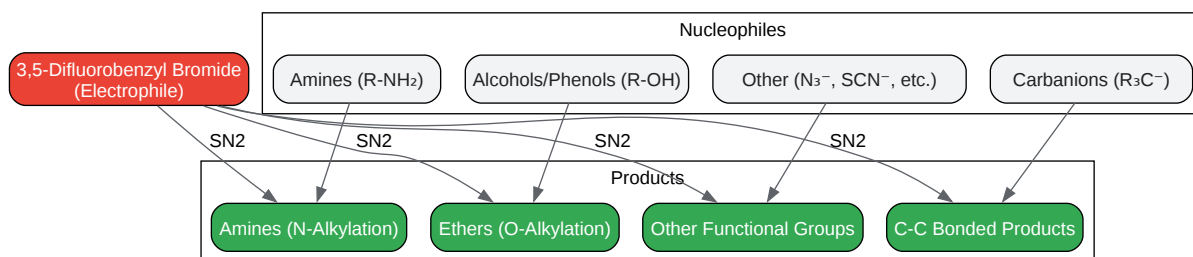 Nucleophiles
3,5-Difluorobenzyl Bromide
(Electrophile)
Amines (R-NH₂)
Alcohols/Phenols (R-OH)
Other (N₃⁻, SCN⁻, etc.)
Carbanions (R₃C⁻)
SN2
SN2
SN2
SN2
Products
Amines (N-Alkylation)
Ethers (O-Alkylation)
Other Functional Groups
C-C Bonded Products